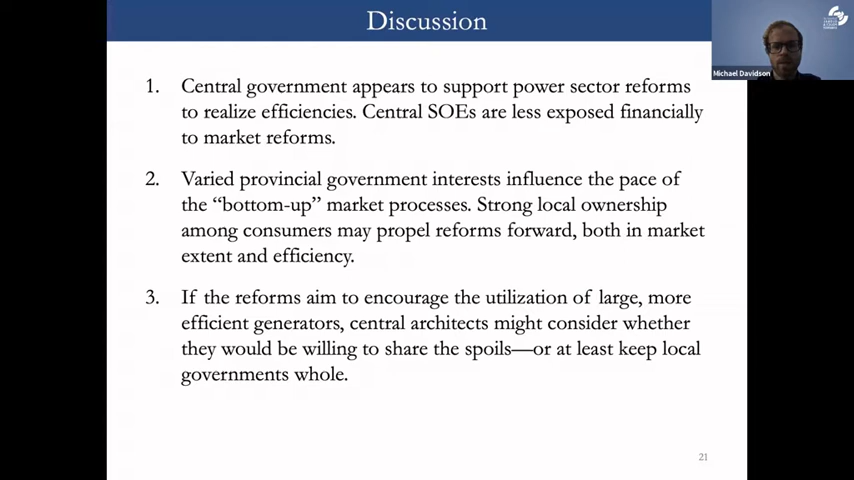 Discussion
Michael Davidson
1. Central government appears to support power sector reforms
to realize efficiencies. Central SOEs are less exposed financially
to market reforms.
2. Varied provincial government interests influence the pace of
the “bottom-up” market processes. Strong local ownership
among consumers may propel reforms forward, both in market
extent and efficiency.
3. If the reforms aim to encourage the utilization of large, more
efficient generators, central architects might consider whether
they would be willing to share the spoils—or at least keep local
governments whole.
21